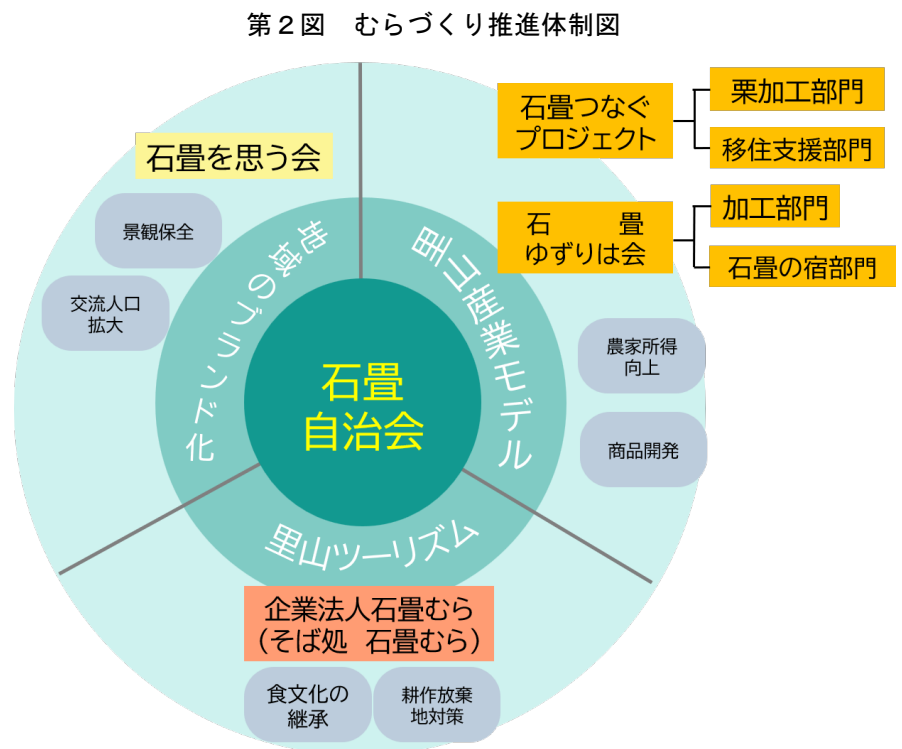 第２図　むらづくり推進体制図
石畳を思う会
景観保全
交流人口
拡大
地域のブランド化
石畳つなぐ
プロジェクト
栗加工部門
移住支援部門
石　　畳
ゆずりは会
加工部門
石畳の宿部門
里山産業モデル
農家所得
向上
商品開発
石畳
自治会
里山ツーリズム
企業法人石畳むら
（そば処　石畳むら）
食文化の
継承
耕作放棄
地対策